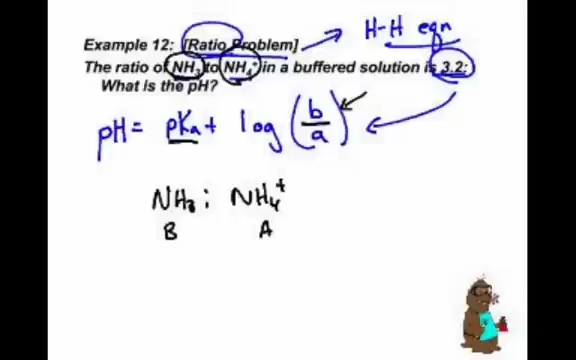 H-H eqn
Example 12: [Ratio Problem]
The ratio of NH₃ to NH₄⁺ in a buffered solution is 3.2:
What is the pH?
pH = pKa + log (b/a)
NH₃ : NH₄⁺
B A